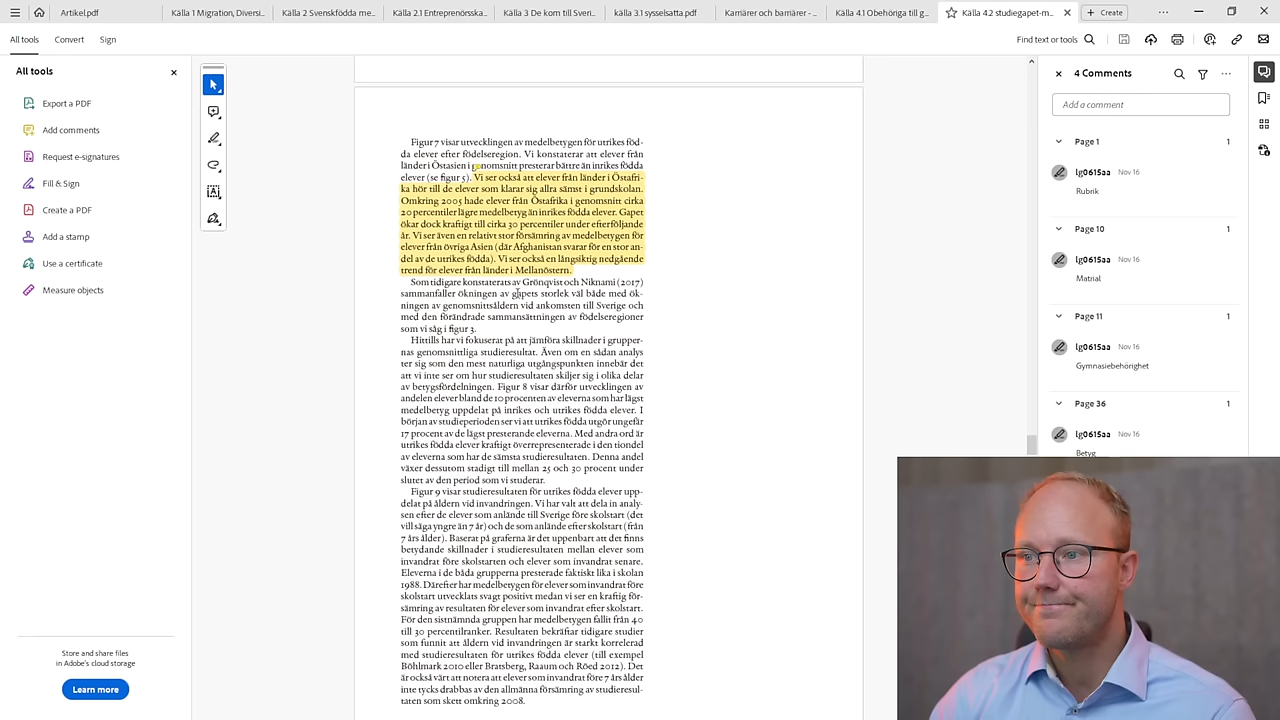 Artikel.pdf
Källa 1 Migration, Diversi...
Källa 2 Svenskfödda me...
Källa 2.1 Entreprenörsska...
Källa 3 De kom till Sveri...
källa 3.1 sysselsatta.pdf
Karriärer och barriärer - ...
Källa 4.1 Obehöriga till g...
Källa 4.2 studiegapet-m...
Create
All tools
Convert
Sign
Find text or tools
All tools
Export a PDF
Add comments
Request e-signatures
Fill & Sign
Create a PDF
Add a stamp
Use a certificate
Measure objects
Store and share files
in Adobe's cloud storage
Learn more
Figur 7 visar utvecklingen av medelbetygen för utrikes föd-
da elever efter födelseregion. Vi konstaterar att elever från
länder i Östasien i genomsnitt presterar bättre än inrikes födda
elever (se figur 5). Vi ser också att elever från länder i Östafri-
ka hör till de elever som klarar sig allra sämst i grundskolan.
Omkring 2005 hade elever från Östafrika i genomsnitt cirka
20 percentiler lägre medelbetyg än inrikes födda elever. Gapet
ökar dock kraftigt till cirka 30 percentiler under efterföljande
år. Vi ser även en relativt stor försämring av medelbetygen för
elever från övriga Asien (där Afghanistan svarar för en stor an-
del av de utrikes födda). Vi ser också en långsiktig nedgående
trend för elever från länder i Mellanöstern.
Som tidigare konstaterats av Grönqvist och Niknami (2017)
sammanfaller ökningen av gapets storlek väl både med ök-
ningen av genomsnittsåldern vid ankomsten till Sverige och
med den förändrade sammansättningen av födelseregioner
som vi såg i figur 3.
Hittills har vi fokuserat på att jämföra skillnader i grupper-
nas genomsnittliga studieresultat. Även om en sådan analys
ter sig som den mest naturliga utgångspunkten innebär det
att vi inte ser om hur studieresultaten skiljer sig i olika delar
av betygsfördelningen. Figur 8 visar därför utvecklingen av
andelen elever bland de 10 procenten av eleverna som har lägst
medelbetyg uppdelat på inrikes och utrikes födda elever. I
början av studieperioden ser vi att utrikes födda utgör ungefär
17 procent av de lägst presterande eleverna. Med andra ord är
utrikes födda elever kraftigt överrepresenterade i den tiondel
av eleverna som har de sämsta studieresultaten. Denna andel
växer dessutom stadigt till mellan 25 och 30 procent under
slutet av den period som vi studerar.
Figur 9 visar studieresultaten för utrikes födda elever upp-
delat på åldern vid invandringen. Vi har valt att dela in analy-
sen efter de elever som anlände till Sverige före skolstart (det
vill säga yngre än 7 år) och de som anlände efter skolstart (från
7 års ålder). Baserat på graferna är det uppenbart att det finns
betydande skillnader i studieresultaten mellan elever som
invandrat före skolstarten och elever som invandrat senare.
Eleverna i de båda grupperna presterade faktiskt lika i skolan
1988. Därefter har medelbetygen för elever som invandrat före
skolstart utvecklats svagt positivt medan vi ser en kraftig för-
sämring av resultaten för elever som invandrat efter skolstart.
För den sistnämnda gruppen har medelbetygen fallit från 40
till 30 percentilranker. Resultaten bekräftar tidigare studier
som funnit att åldern vid invandringen är starkt korrelerad
med studieresultaten för utrikes födda elever (till exempel
Böhlmark 2010 eller Bratsberg, Raaum och Røed 2012). Det
är också värt att notera att elever som invandrat före 7 års ålder
inte tycks drabbas av den allmänna försämring av studieresul-
taten som skett omkring 2008.
4 Comments
Add a comment
Page 1
1
lg0615aa Nov 16
Rubrik
Page 10
1
lg0615aa Nov 16
Matrial
Page 11
1
lg0615aa Nov 16
Gymnasiebehörighet
Page 36
1
lg0615aa Nov 16
Betyg